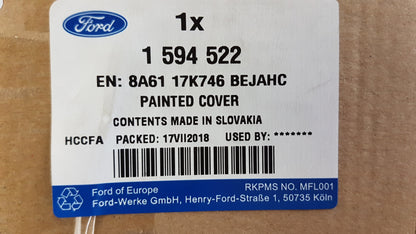 Ford
1x
1 594 522
EN: 8A61 17K746 BEJAHC
PAINTED COVER
CONTENTS MADE IN SLOVAKIA
HCCFA PACKED: 17VII2018 USED BY: *******
Ford of Europe RKPMS NO. MFL001
Ford-Werke GmbH, Henry-Ford-Straße 1, 50735 Köln